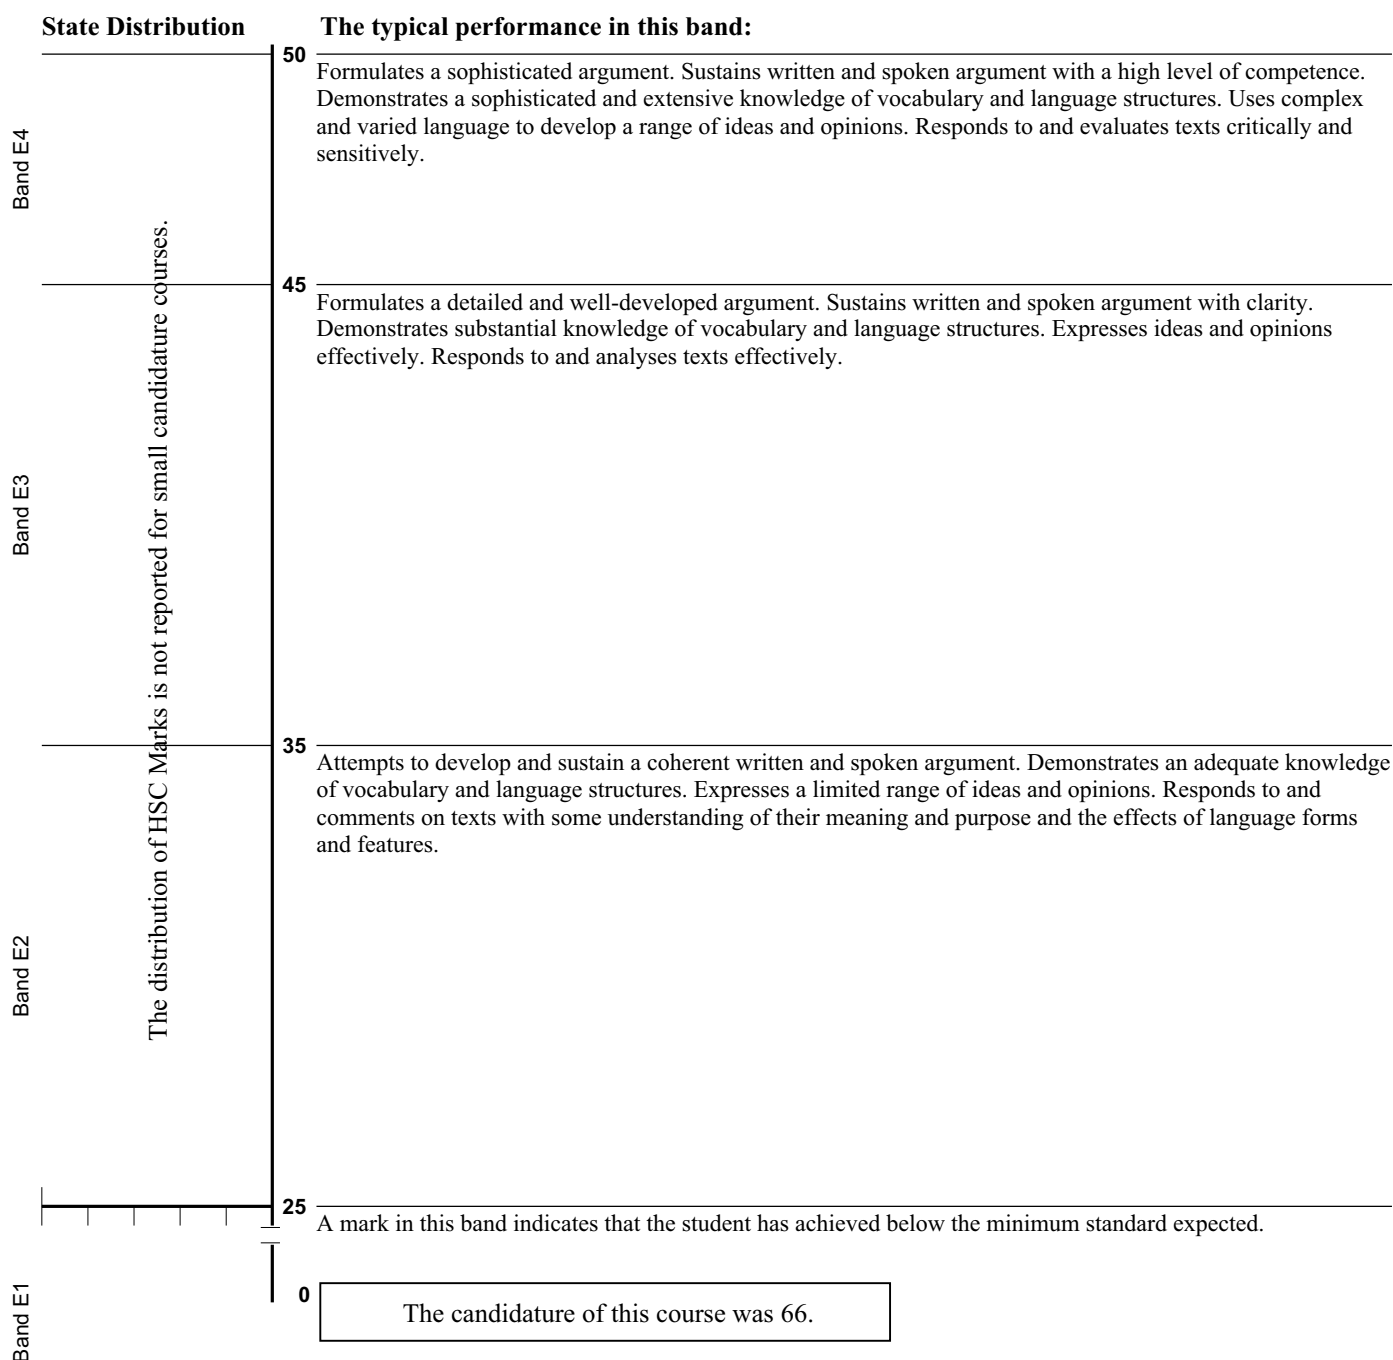 State Distribution
The typical performance in this band:
50
Formulates a sophisticated argument. Sustains written and spoken argument with a high level of competence.
Demonstrates a sophisticated and extensive knowledge of vocabulary and language structures. Uses complex
and varied language to develop a range of ideas and opinions. Responds to and evaluates texts critically and
sensitively.
Band E4
The distribution of HSC Marks is not reported for small candidature courses.
45
Formulates a detailed and well-developed argument. Sustains written and spoken argument with clarity.
Demonstrates substantial knowledge of vocabulary and language structures. Expresses ideas and opinions
effectively. Responds to and analyses texts effectively.
Band E3
35
Attempts to develop and sustain a coherent written and spoken argument. Demonstrates an adequate knowledge
of vocabulary and language structures. Expresses a limited range of ideas and opinions. Responds to and
comments on texts with some understanding of their meaning and purpose and the effects of language forms
and features.
Band E2
25
A mark in this band indicates that the student has achieved below the minimum standard expected.
0
Band E1
The candidature of this course was 66.